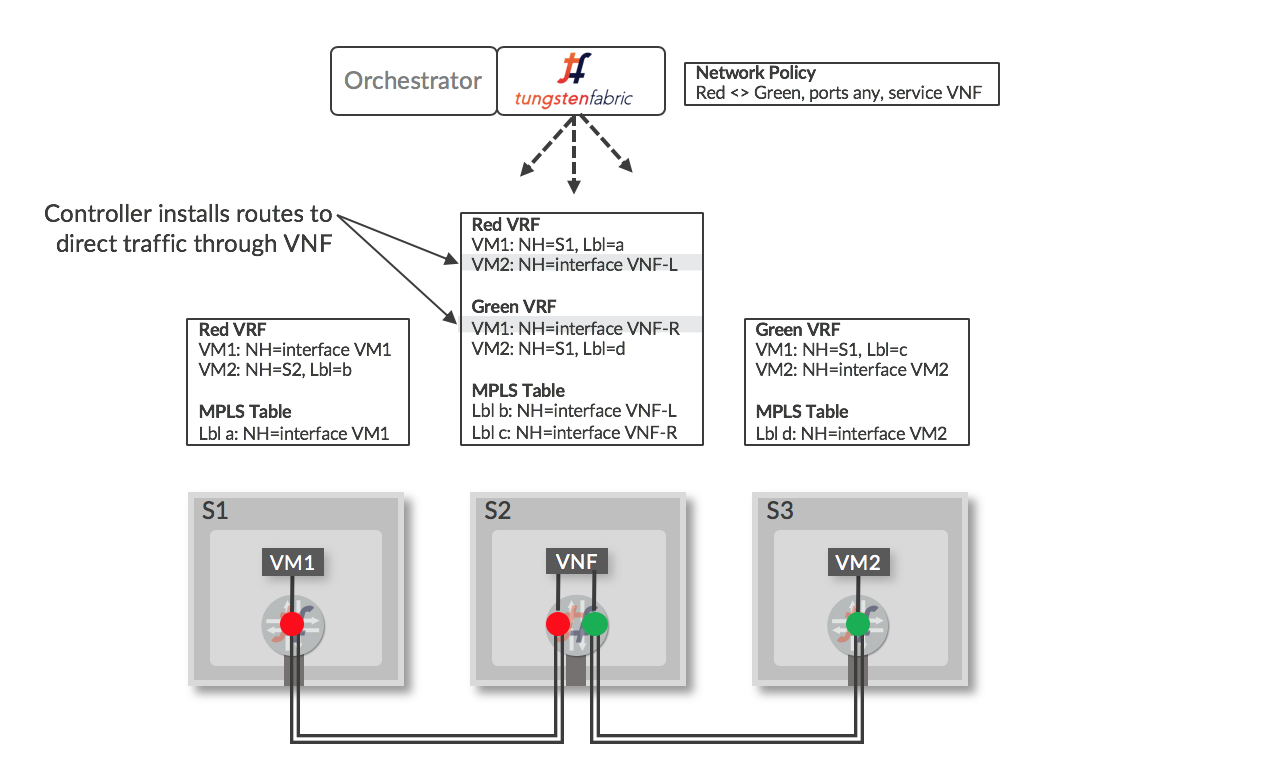 Orchestrator
tungstenfabric
Network Policy
Red <> Green, ports any, service VNF
Controller installs routes to
direct traffic through VNF
Red VRF
VM1: NH=S1, Lbl=a
VM2: NH=interface VNF-L
Green VRF
VM1: NH=interface VNF-R
VM2: NH=S1, Lbl=d
MPLS Table
Lbl b: NH=interface VNF-L
Lbl c: NH=interface VNF-R
Red VRF
VM1: NH=interface VM1
VM2: NH=S2, Lbl=b
MPLS Table
Lbl a: NH=interface VM1
Green VRF
VM1: NH=S1, Lbl=c
VM2: NH=interface VM2
MPLS Table
Lbl d: NH=interface VM2
S1
VM1
S2
VNF
S3
VM2